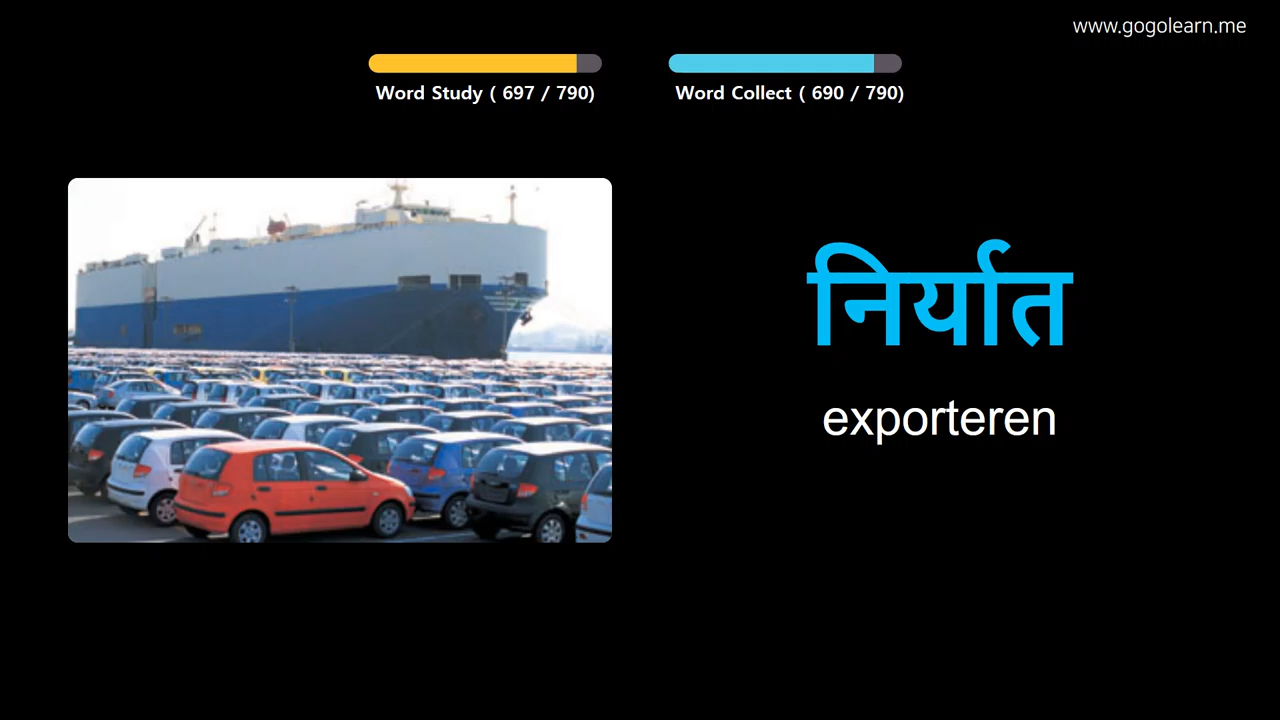 www.gogolearn.me
Word Study ( 697 / 790)
Word Collect ( 690 / 790)
निर्यात
exporteren